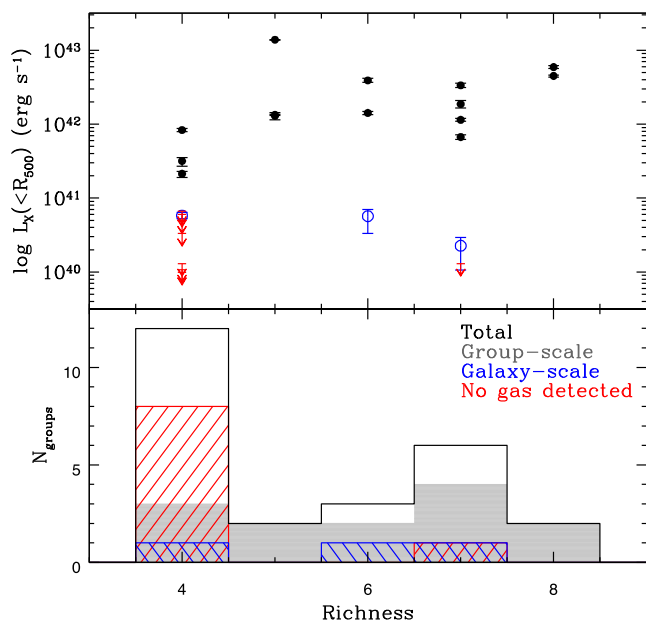 10^43
10^42
10^41
10^40
log L_X(<R_500) (erg s^−1)
Total
Group−scale
Galaxy−scale
No gas detected
10
5
0
N_groups
4 6 7 8
Richness